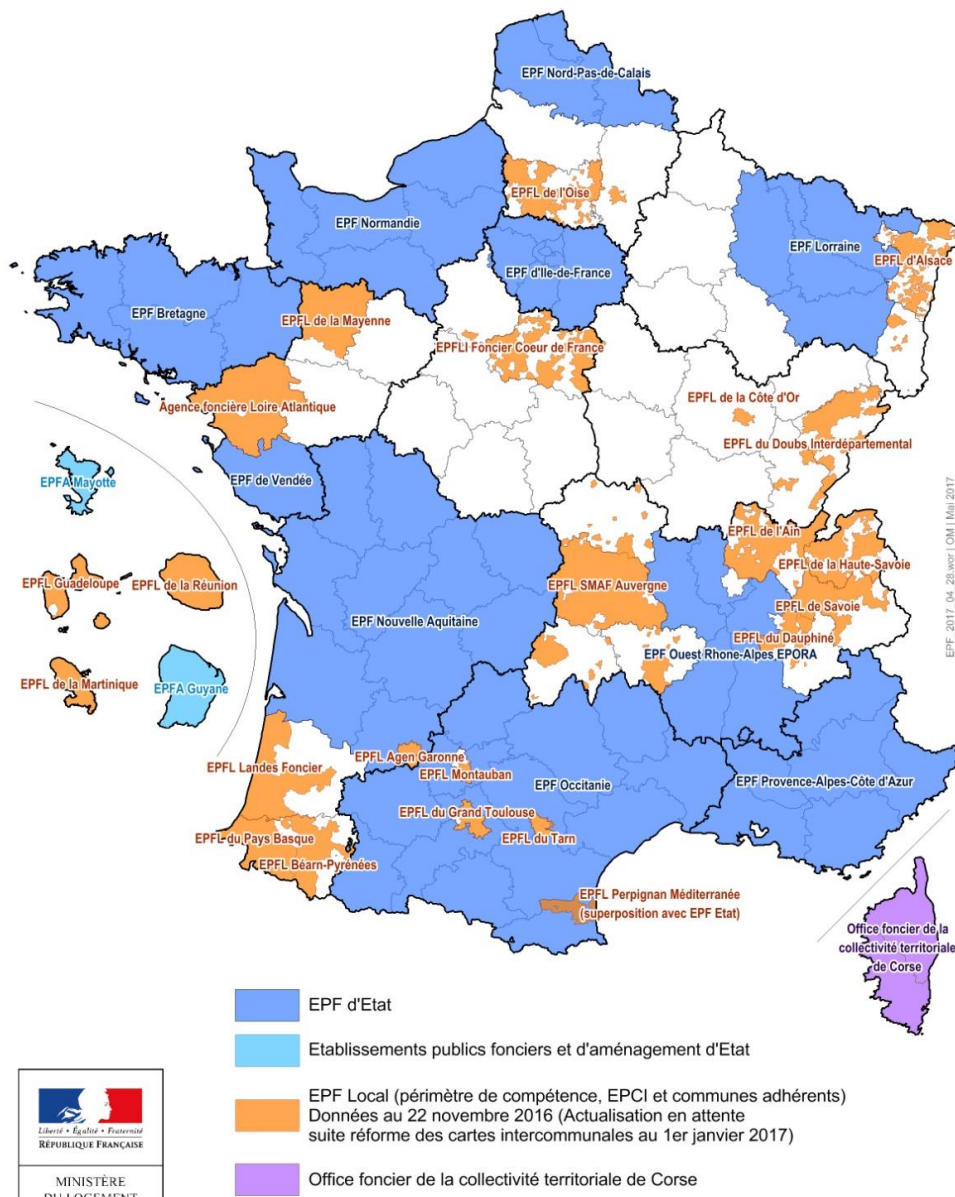 EPF Nord-Pas-de-Calais
EPFL de l'Oise
EPF Normandie
EPF Lorraine
EPFL d'Alsace
EPF d'Ile-de-France
EPF Bretagne
EPFL de la Mayenne
EPFLI Foncier Coeur de France
Agence foncière Loire Atlantique
EPFL de la Côte d'Or
EPFL du Doubs Interdépartemental
EPF de Vendée
EPFA Mayotte
EPFL Guadeloupe
EPFL de la Réunion
EPFL de la Martinique
EPFA Guyane
EPFL de l'Ain
EPFL de la Haute-Savoie
EPFL SMAF Auvergne
EPFL de Savoie
EPF Nouvelle Aquitaine
EPFL du Dauphiné
EPF Ouest Rhone-Alpes EPORA
EPFL Landes Foncier
EPFL Agen Garonne
EPFL Montauban
EPF Occitanie
EPF Provence-Alpes-Côte d'Azur
EPFL du Grand Toulouse
EPFL du Tarn
EPFL du Pays Basque
EPFL Béarn-Pyrénées
EPFL Perpignan Méditerranée
(superposition avec EPF Etat)
Office foncier de la
collectivité territoriale
de Corse
EPF_2017_04_28.wor | OM | Mai 2017
EPF d'Etat
Etablissements publics fonciers et d'aménagement d'Etat
EPF Local (périmètre de compétence, EPCI et communes adhérents)
Données au 22 novembre 2016 (Actualisation en attente
suite réforme des cartes intercommunales au 1er janvier 2017)
Office foncier de la collectivité territoriale de Corse
Liberté • Égalité • Fraternité
RÉPUBLIQUE FRANÇAISE
MINISTÈRE
DU LOGEMENT